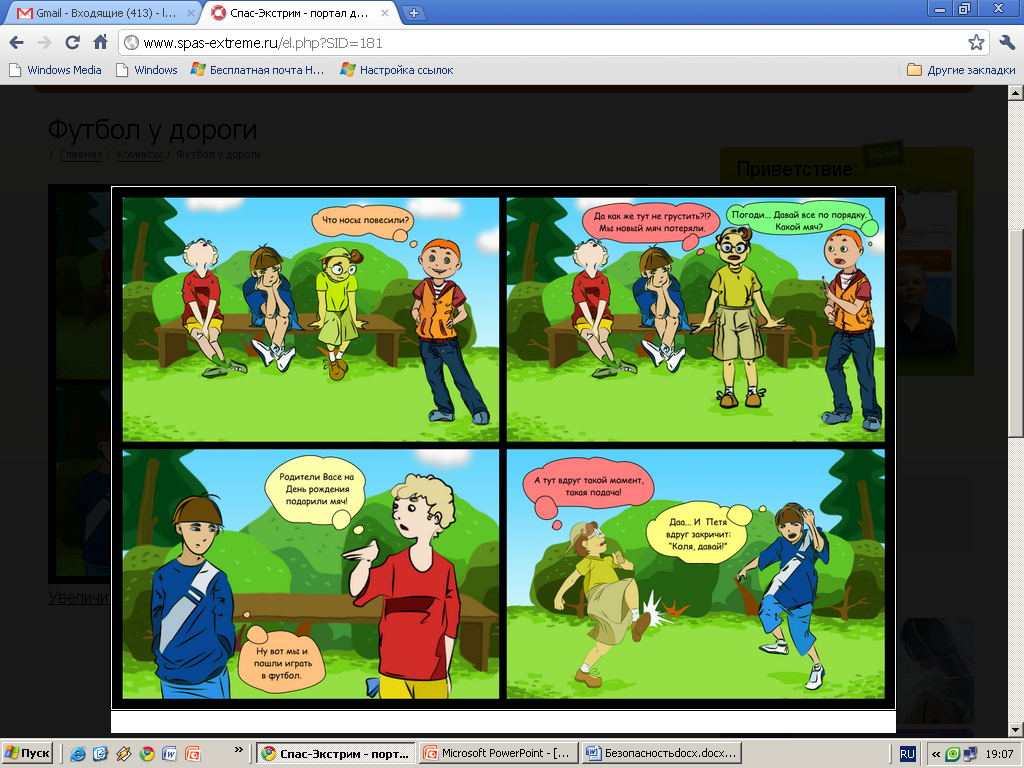 Gmail - Входящие (413) - l...
Спас-Экстрим - портал д...
www.spas-extreme.ru/el.php?SID=181
Windows Media
Windows
Бесплатная почта H...
Настройка ссылок
Другие закладки
Футбол у дороги
/ Главная / Комиксы / Футбол у дороги
Приветствие:
Что носы повесили?
Да как же тут не грустить?!?
Мы новый мяч потеряли.
Погоди... Давай все по порядку.
Какой мяч?
Родители Васе на
День рождения
подарили мяч!
Ну вот мы и
пошли играть
в футбол.
А тут вдруг такой момент,
такая подача!
Даа... И Петя
вдруг закричит:
"Коля, давай!"
Увеличи
Пуск
»
Спас-Экстрим - порт...
Microsoft PowerPoint - [...
Безопасностьdocx.docx...
RU
«
19:07